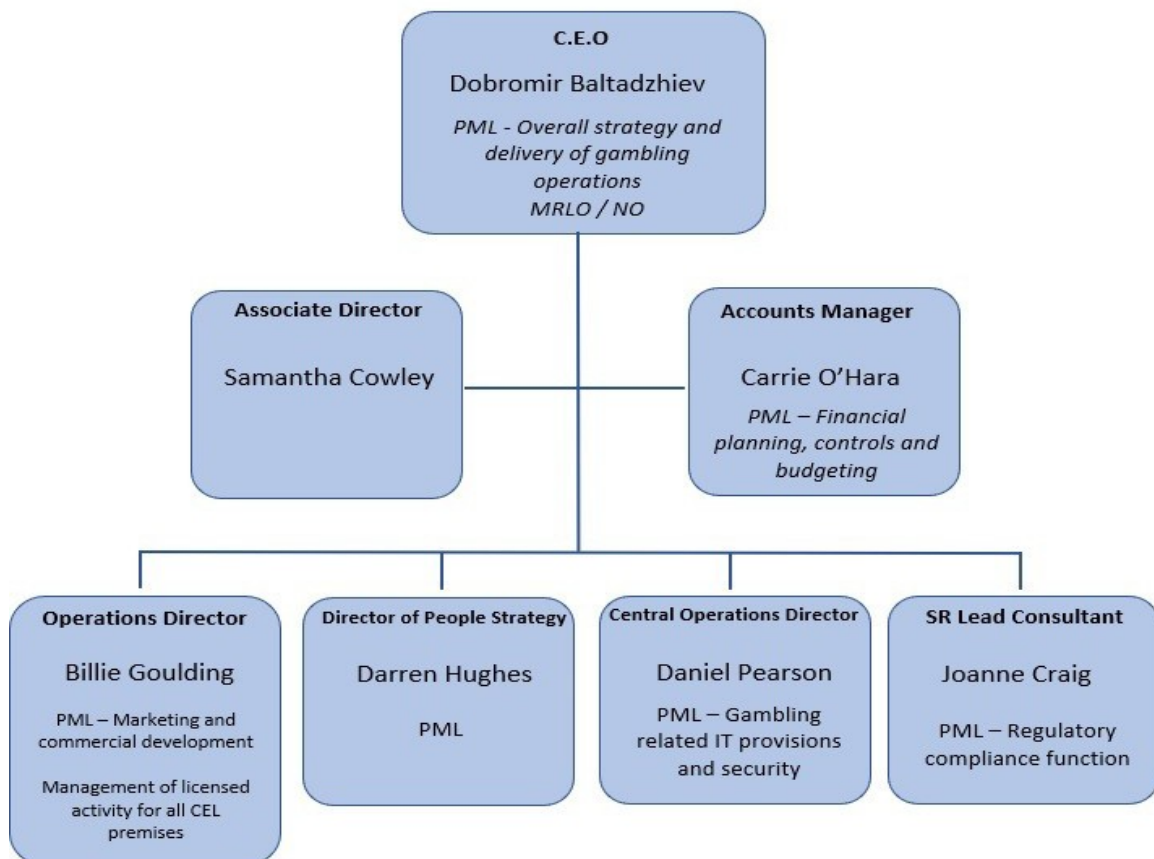 C.E.O
Dobromir Baltadzhiev
PML - Overall strategy and
delivery of gambling
operations
MRLO / NO
Associate Director
Samantha Cowley
Accounts Manager
Carrie O’Hara
PML – Financial
planning, controls and
budgeting
Operations Director
Billie Goulding
PML – Marketing and
commercial development
Management of licensed
activity for all CEL
premises
Director of People Strategy
Darren Hughes
PML
Central Operations Director
Daniel Pearson
PML – Gambling
related IT provisions
and security
SR Lead Consultant
Joanne Craig
PML – Regulatory
compliance function